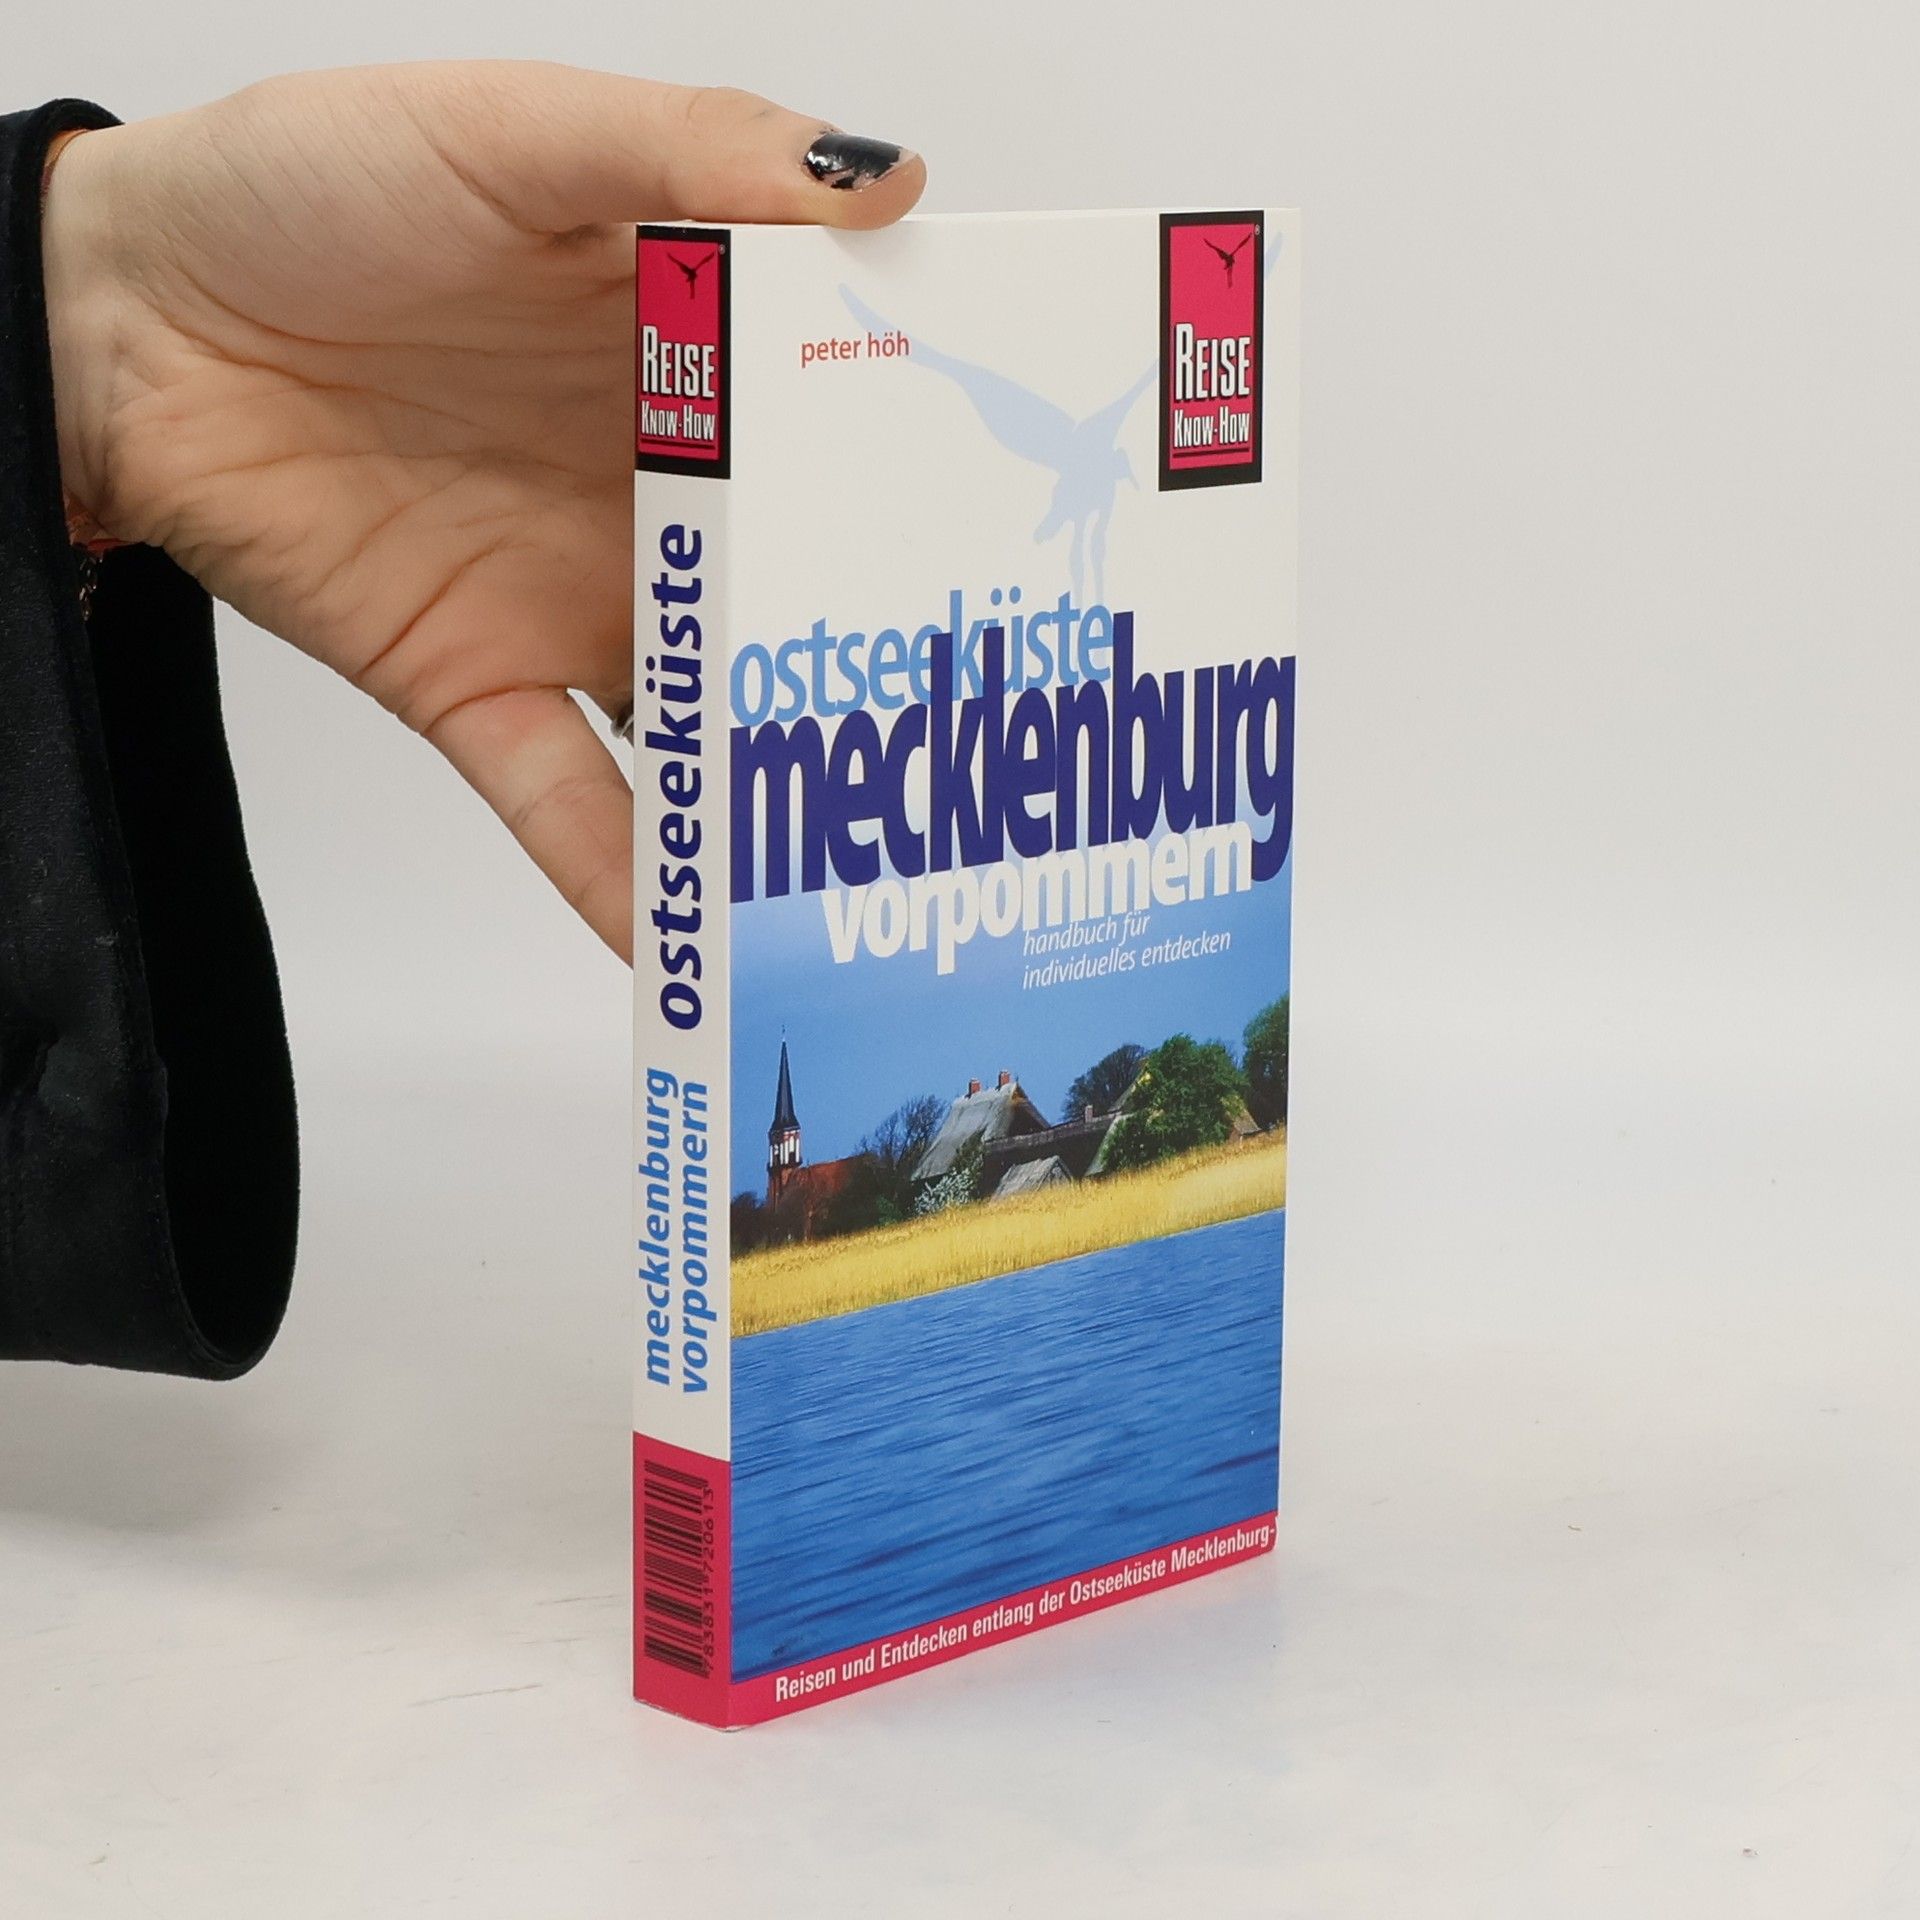 REISE
KNOW-HOW
ostseeküste
mecklenburg
vorpommern
783831720613
peter höh
REISE
KNOW-HOW
ostseeküste
mecklenburg
vorpommern
handbuch für
individuelles entdecken
Reisen und Entdecken entlang der Ostseeküste Mecklenburg-